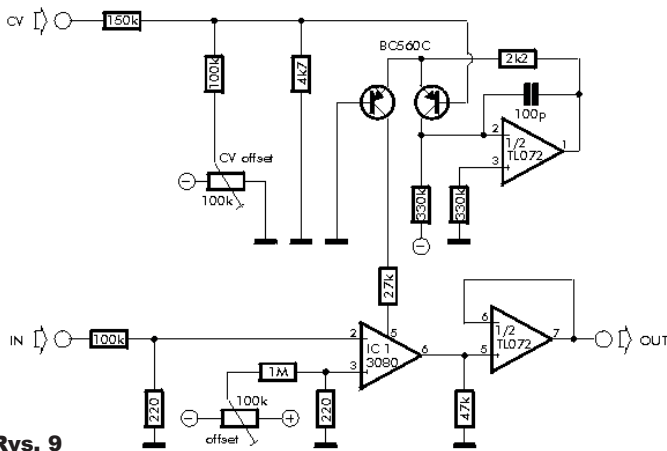 CV
150k
BC560C
2k2
100k
4k7
100p
2
1/2
TL072
1
3
CV offset
100k
330k
330k
27k
IN
100k
2
5
IC 1
3080
6
3
6
1/2
TL072
7
5
OUT
1M
220
100k
offset
220
47k
Rys. 9